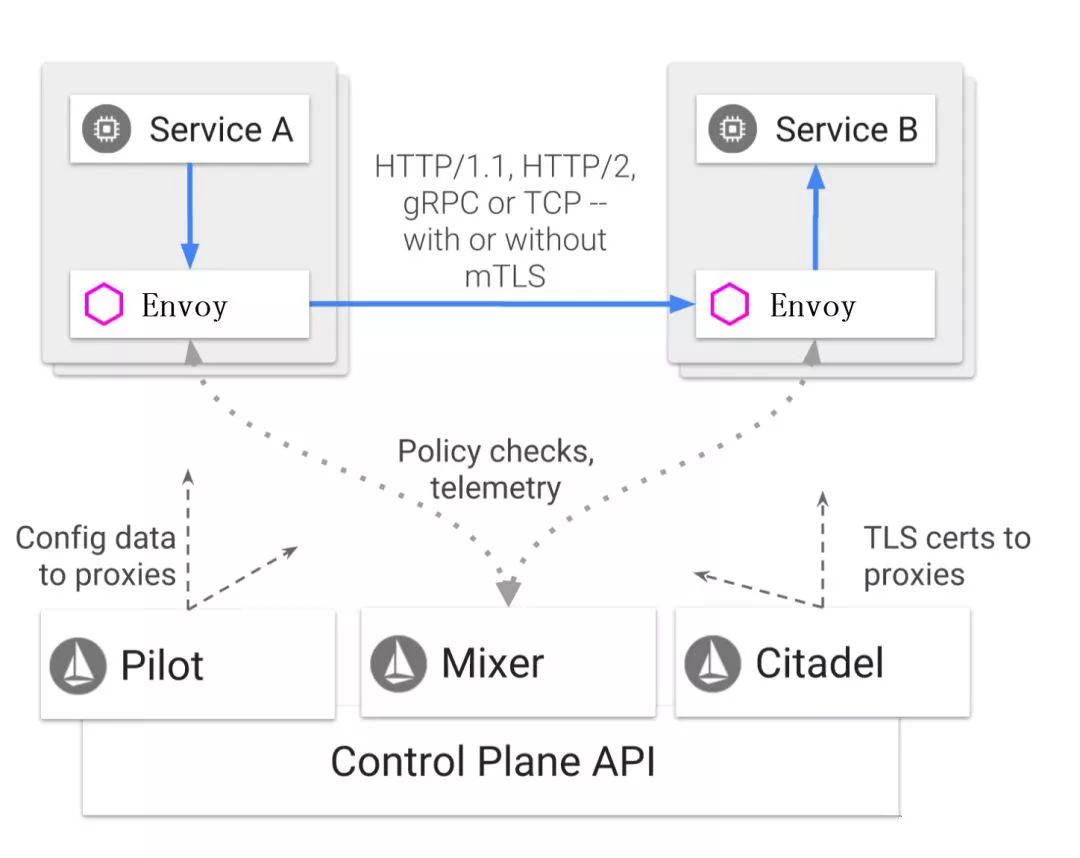 Service A
Service B
HTTP/1.1, HTTP/2,
gRPC or TCP --
with or without
mTLS
Envoy
Envoy
Policy checks,
telemetry
Config data
to proxies
TLS certs to
proxies
Pilot
Mixer
Citadel
Control Plane API